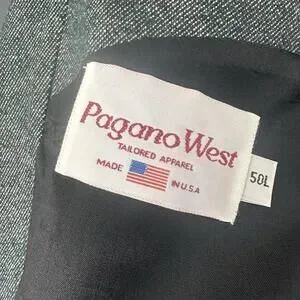 Pagano West
TAILORED APPAREL
MADE IN U.S.A
50L